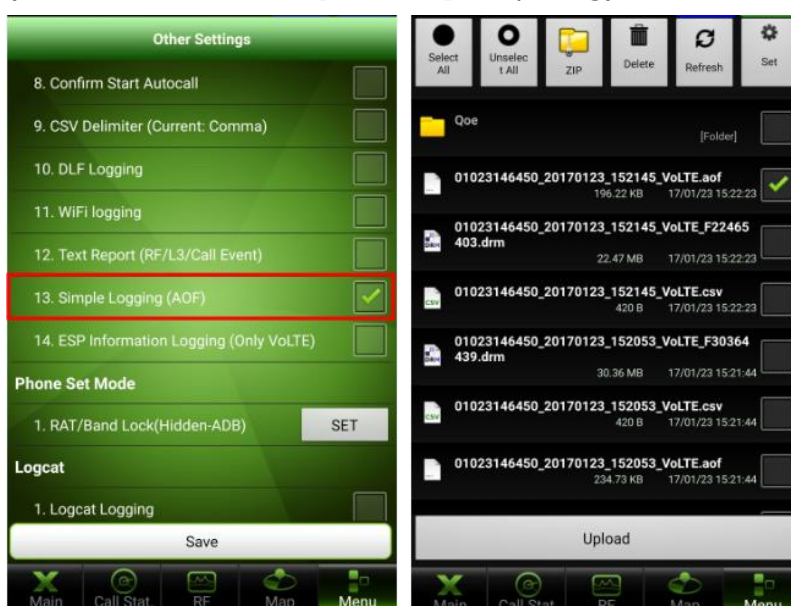 Other Settings
8. Confirm Start Autocall
9. CSV Delimiter (Current: Comma)
10. DLF Logging
11. WiFi logging
12. Text Report (RF/L3/Call Event)
13. Simple Logging (AOF)
14. ESP Information Logging (Only VoLTE)
Phone Set Mode
1. RAT/Band Lock(Hidden-ADB)
SET
Logcat
1. Logcat Logging
Save
Main
Call Stat.
RF
Map
Menu
Select
All
Unselec
t All
ZIP
Delete
Refresh
Set
Qoe
[Folder]
01023146450_20170123_152145_VoLTE.aof
196.22 KB 17/01/23 15:22:23
01023146450_20170123_152145_VoLTE_F22465
403.drm
22.47 MB 17/01/23 15:22:23
01023146450_20170123_152145_VoLTE.csv
420 B 17/01/23 15:22:23
01023146450_20170123_152053_VoLTE_F30364
439.drm
30.36 MB 17/01/23 15:21:44
01023146450_20170123_152053_VoLTE.csv
420 B 17/01/23 15:21:44
01023146450_20170123_152053_VoLTE.aof
234.73 KB 17/01/23 15:21:44
Upload
Main
Call Stat
RF
Map
Menu